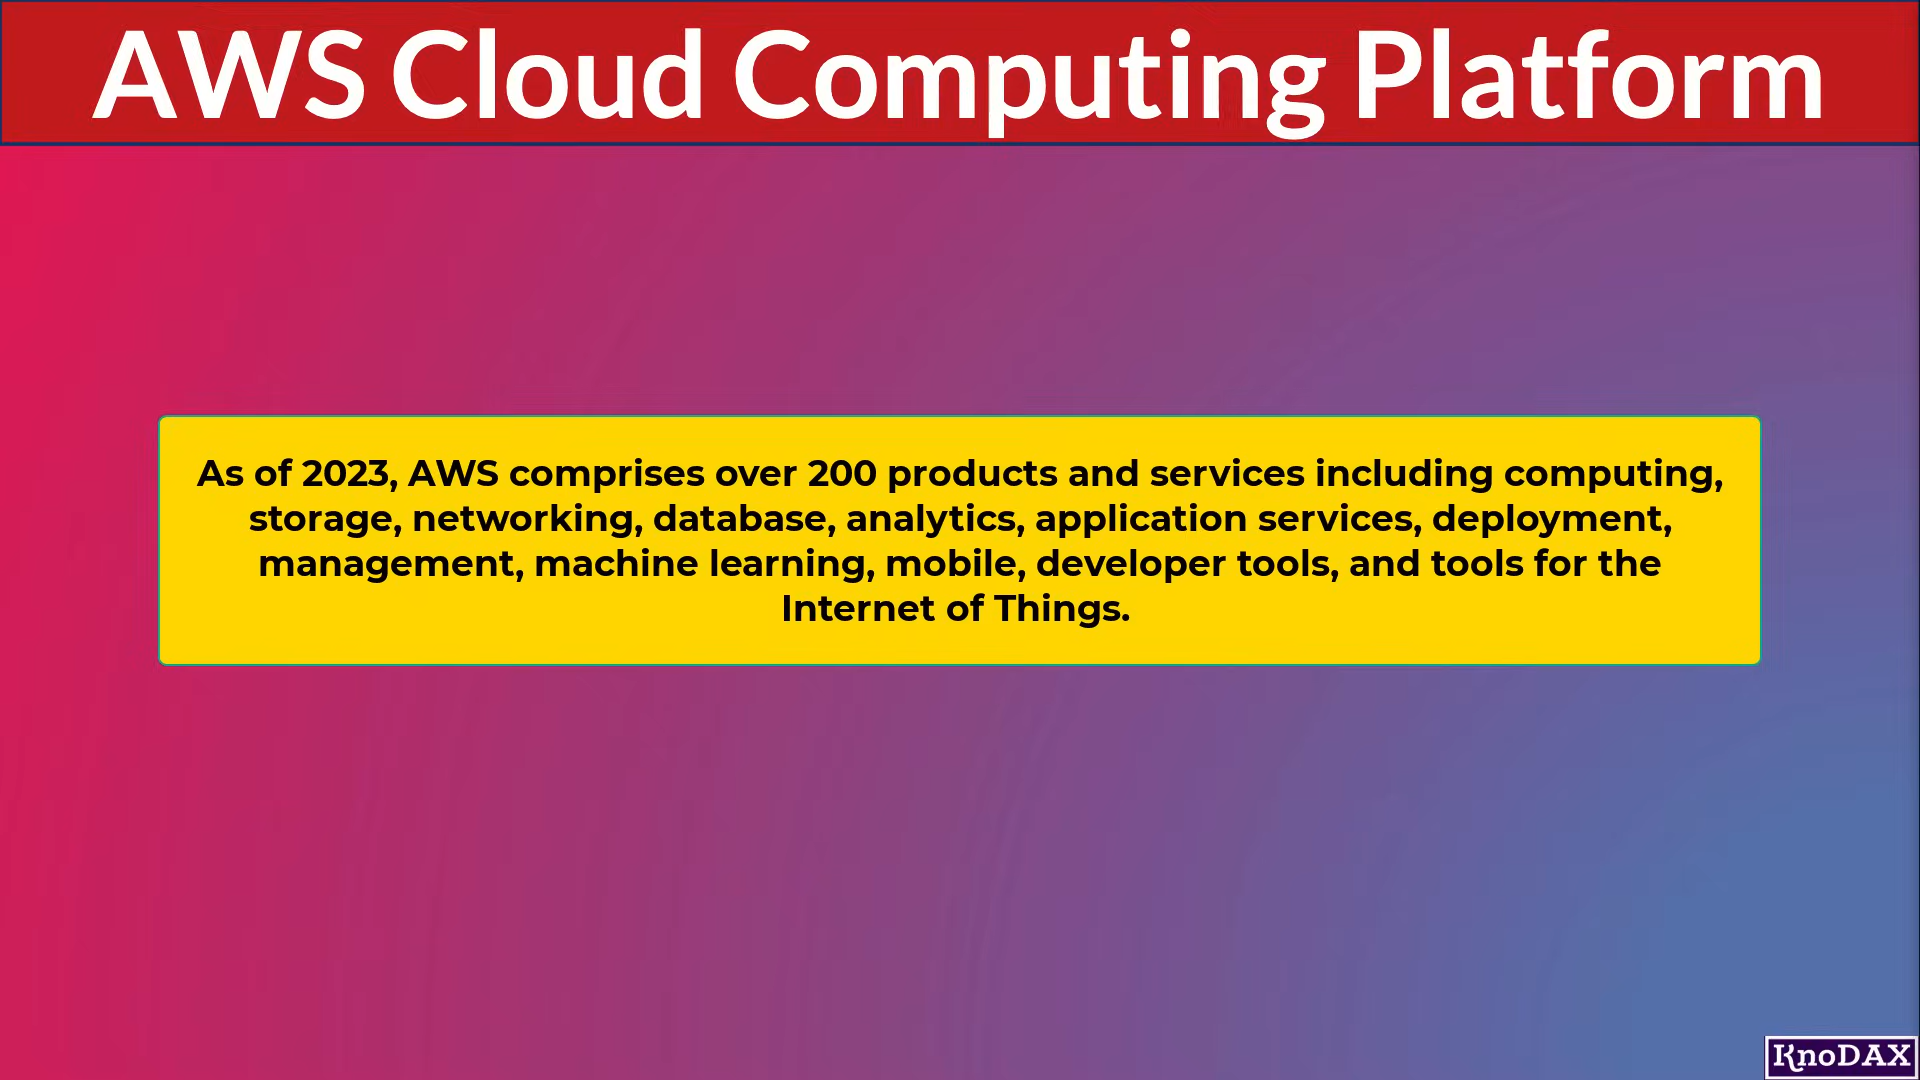 AWS Cloud Computing Platform
As of 2023, AWS comprises over 200 products and services including computing,
storage, networking, database, analytics, application services, deployment,
management, machine learning, mobile, developer tools, and tools for the
Internet of Things.
KnoDAX